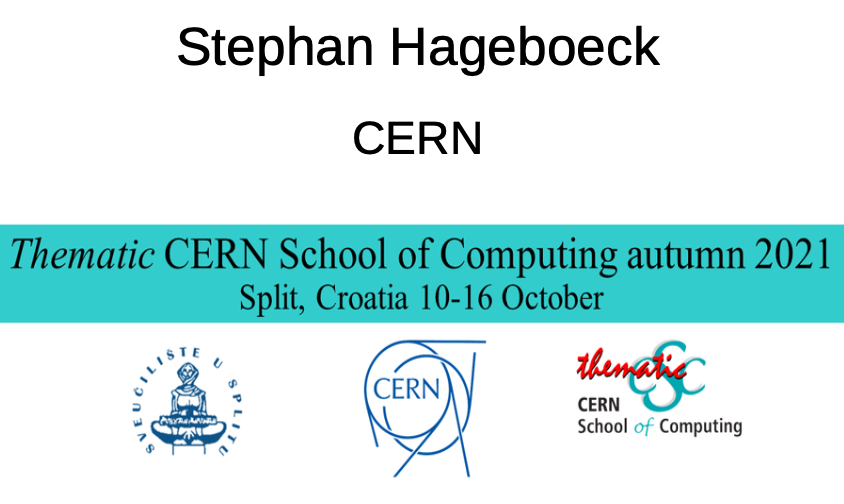 Stephan Hageboeck
CERN
Thematic CERN School of Computing autumn 2021
Split, Croatia 10-16 October
SVEUČILIŠTE U SPLITU
CERN
thematic CSC
CERN
School of Computing